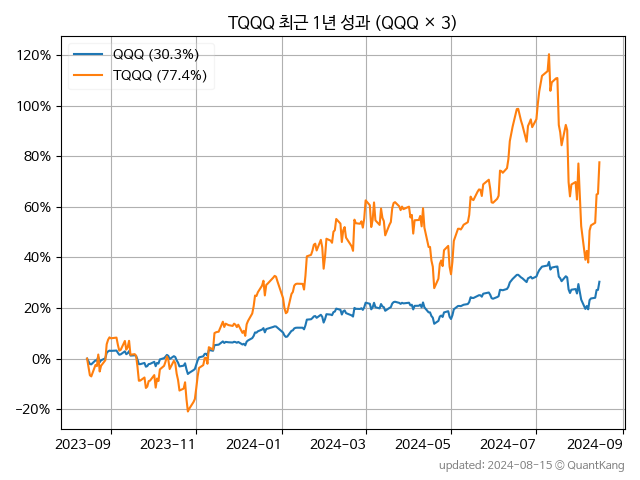 TQQQ 최근 1년 성과 (QQQ × 3)
QQQ (30.3%)
TQQQ (77.4%)
120%
100%
80%
60%
40%
20%
0%
−20%
2023−09 2023−11 2024−01 2024−03 2024−05 2024−07 2024−09
updated: 2024-08-15 © QuantKang